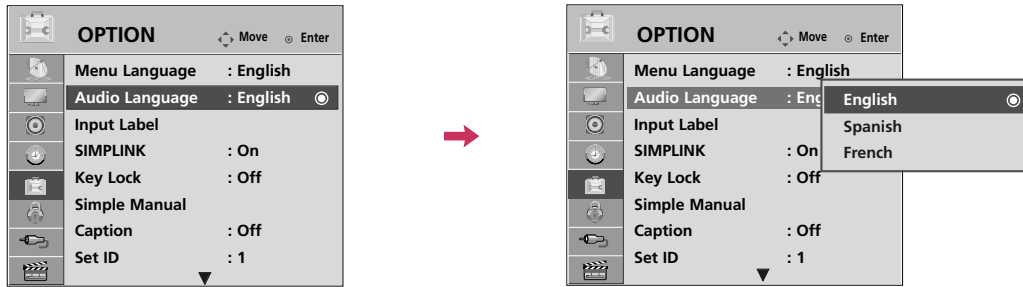 OPTION Move Enter
Menu Language : English
Audio Language : English
Input Label
SIMPLINK : On
Key Lock : Off
Simple Manual
Caption : Off
Set ID : 1
OPTION Move Enter
Menu Language : English
Audio Language : Eng
Input Label
SIMPLINK : On
Key Lock : Off
Simple Manual
Caption : Off
Set ID : 1
English
Spanish
French